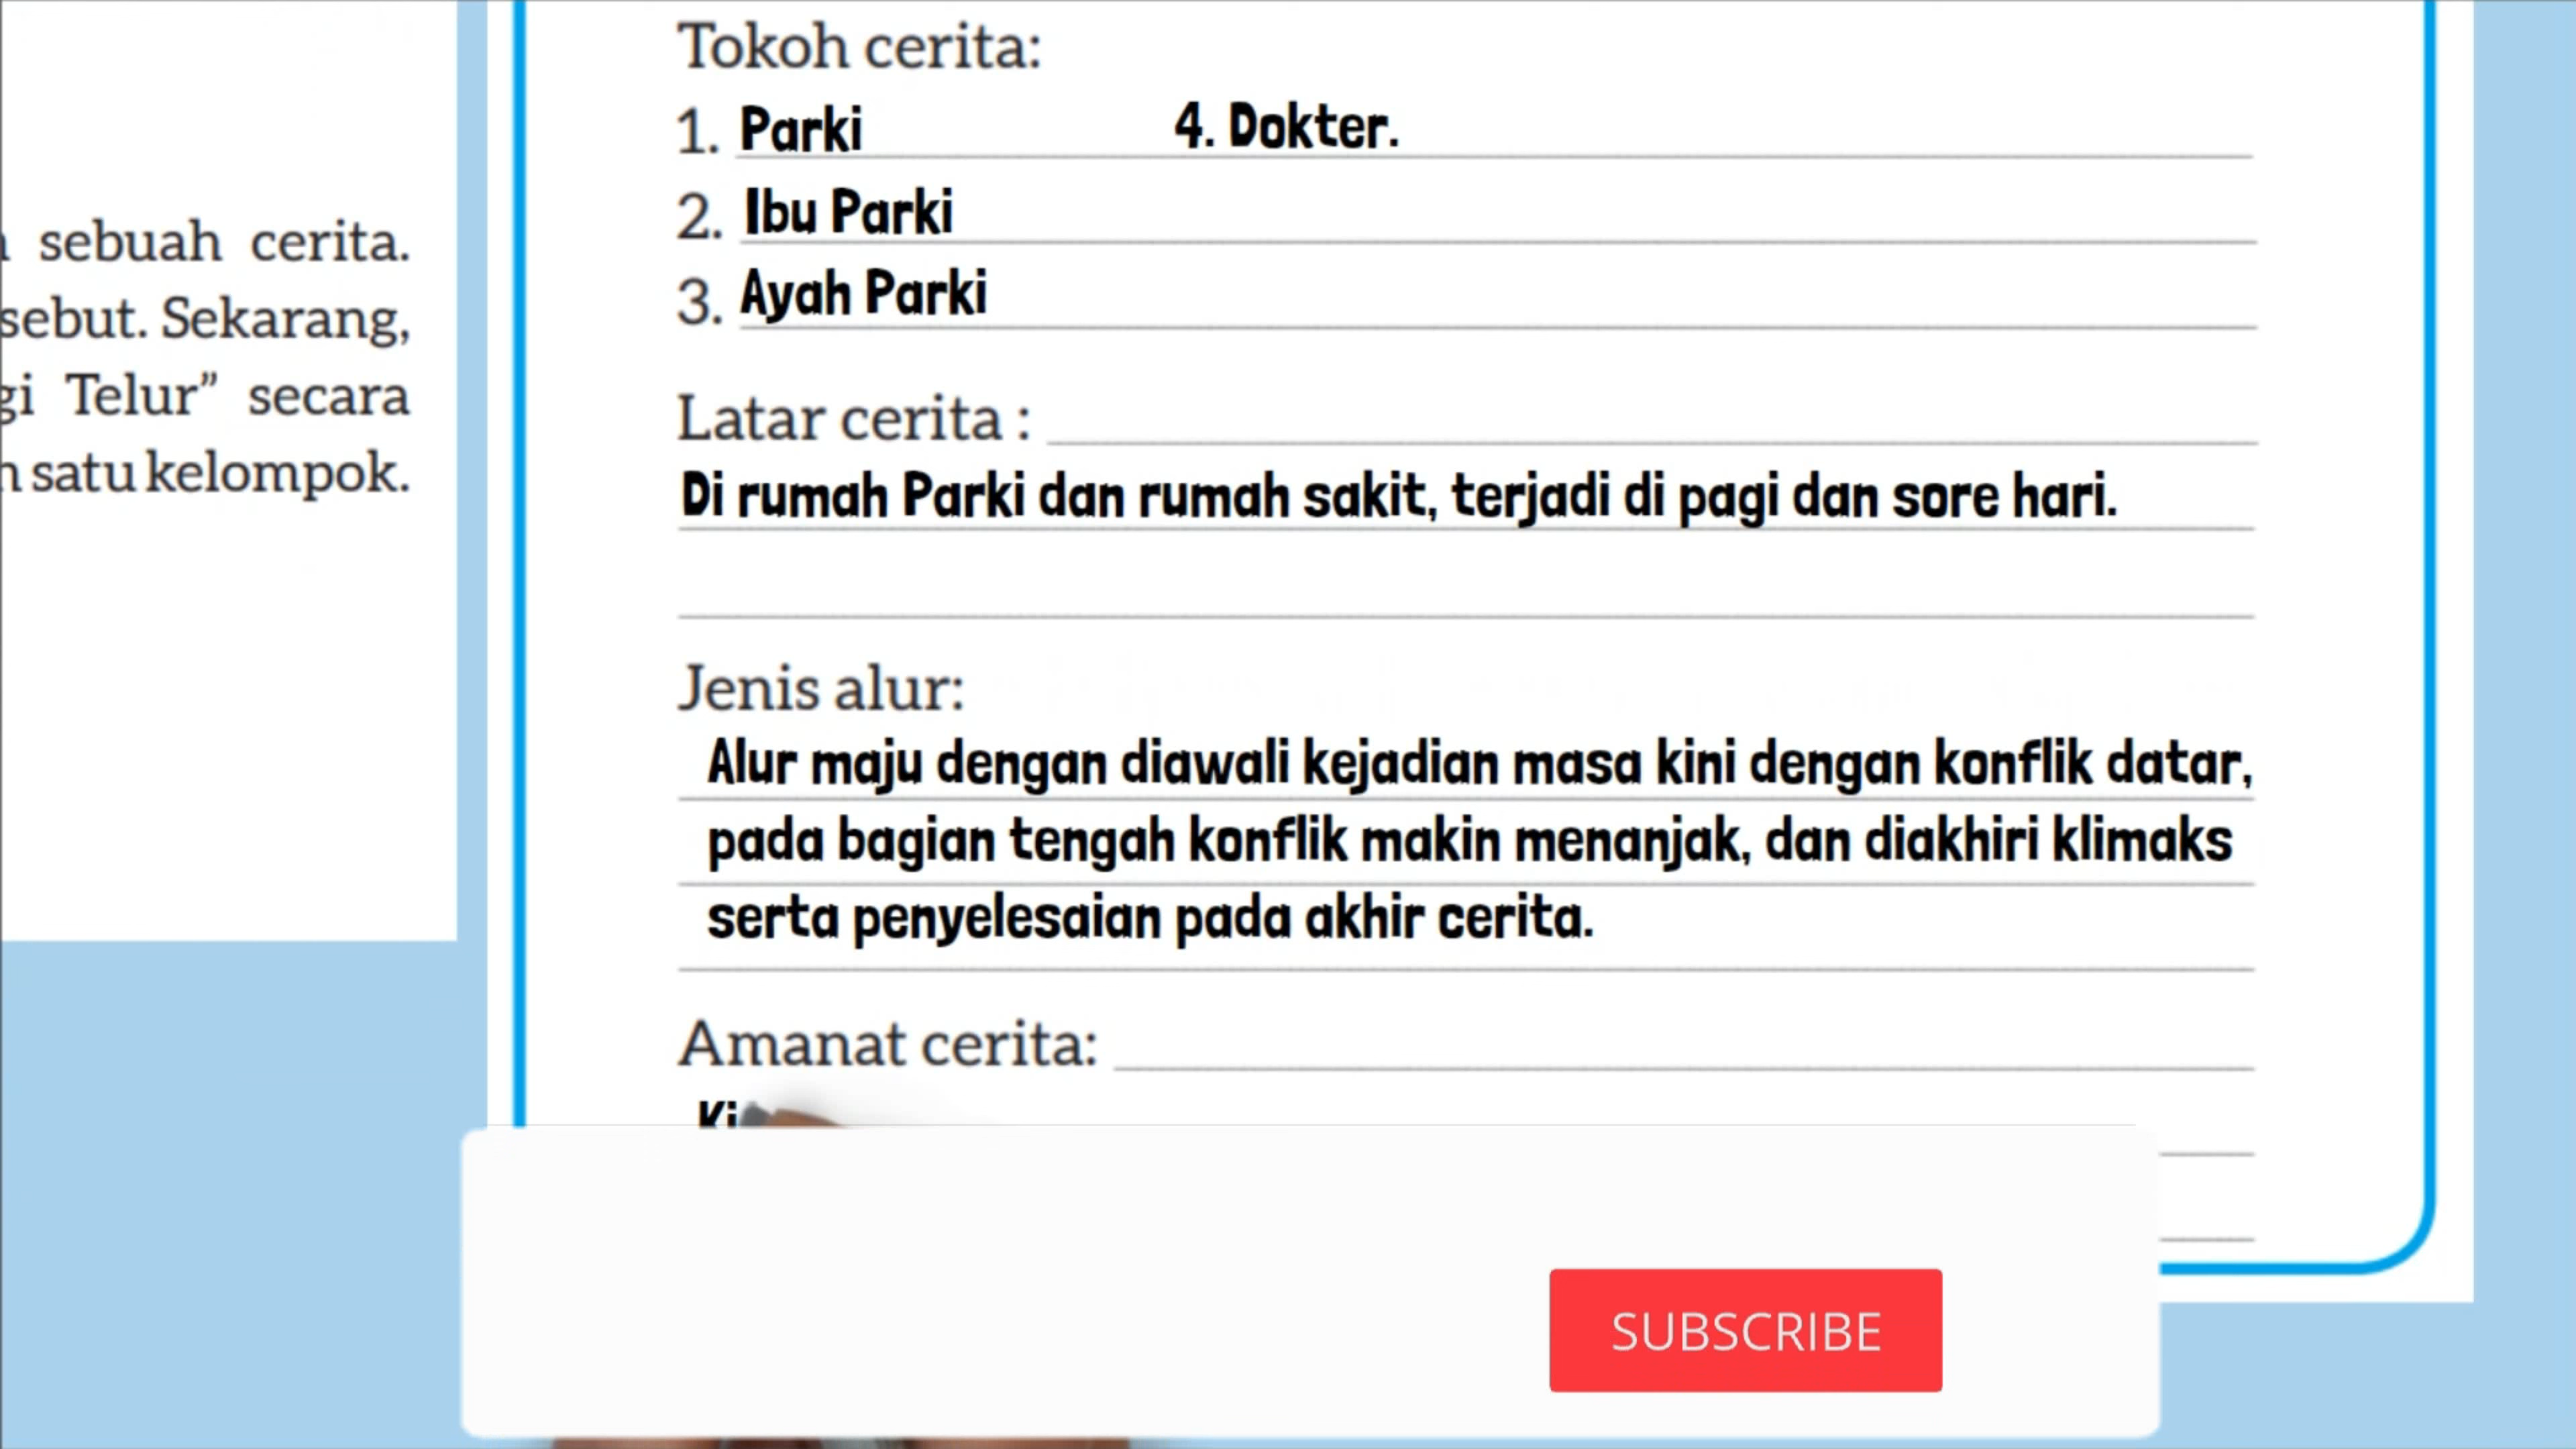 sebuah cerita.
sebut. Sekarang,
gi Telur” secara
satu kelompok.
Tokoh cerita:
1. Parki 4. Dokter.
2. Ibu Parki
3. Ayah Parki
Latar cerita :
Di rumah Parki dan rumah sakit, terjadi di pagi dan sore hari.
Jenis alur:
Alur maju dengan diawali kejadian masa kini dengan konflik datar,
pada bagian tengah konflik makin menanjak, dan diakhiri klimaks
serta penyelesaian pada akhir cerita.
Amanat cerita:
Ki
SUBSCRIBE